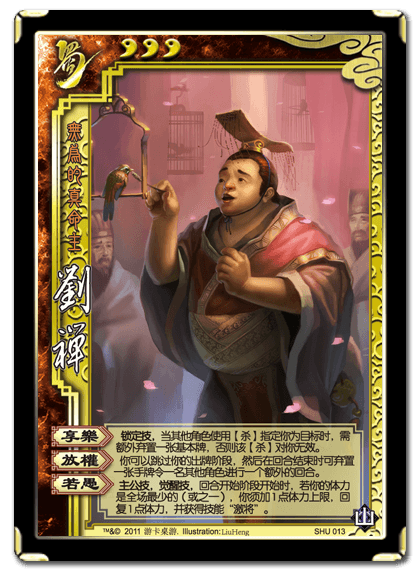 蜀
無為的真命主
劉禪
享樂
锁定技，当其他角色使用【杀】指定你为目标时，需
额外弃置一张基本牌，否则该【杀】对你无效。
放權
你可以跳过你的出牌阶段，然后在回合结束时可弃置
一张手牌令一名其他角色进行一个额外的回合。
若愚
主公技，觉醒技，回合开始阶段开始时，若你的体力
是全场最少的（或之一），你须加1点体力上限，回
复1点体力，并获得技能“激将”。
™&© 2011 游卡桌游. Illustration:LiuHeng
SHU 013